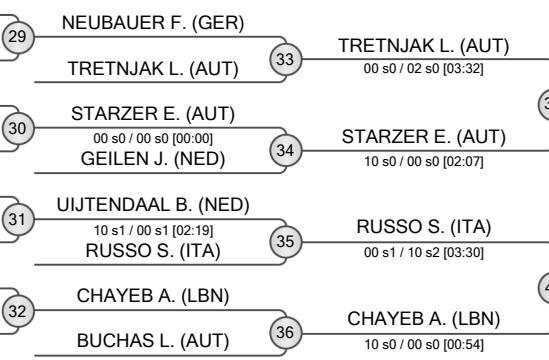 29
NEUBAUER F. (GER)
TRETNJAK L. (AUT)
33
TRETNJAK L. (AUT)
00 s0 / 02 s0 [03:32]
30
STARZER E. (AUT)
00 s0 / 00 s0 [00:00]
GEILEN J. (NED)
34
STARZER E. (AUT)
10 s0 / 00 s0 [02:07]
31
UIJTENDAAL B. (NED)
10 s1 / 00 s1 [02:19]
RUSSO S. (ITA)
35
RUSSO S. (ITA)
00 s1 / 10 s2 [03:30]
32
CHAYEB A. (LBN)
BUCHAS L. (AUT)
36
CHAYEB A. (LBN)
10 s0 / 00 s0 [00:54]